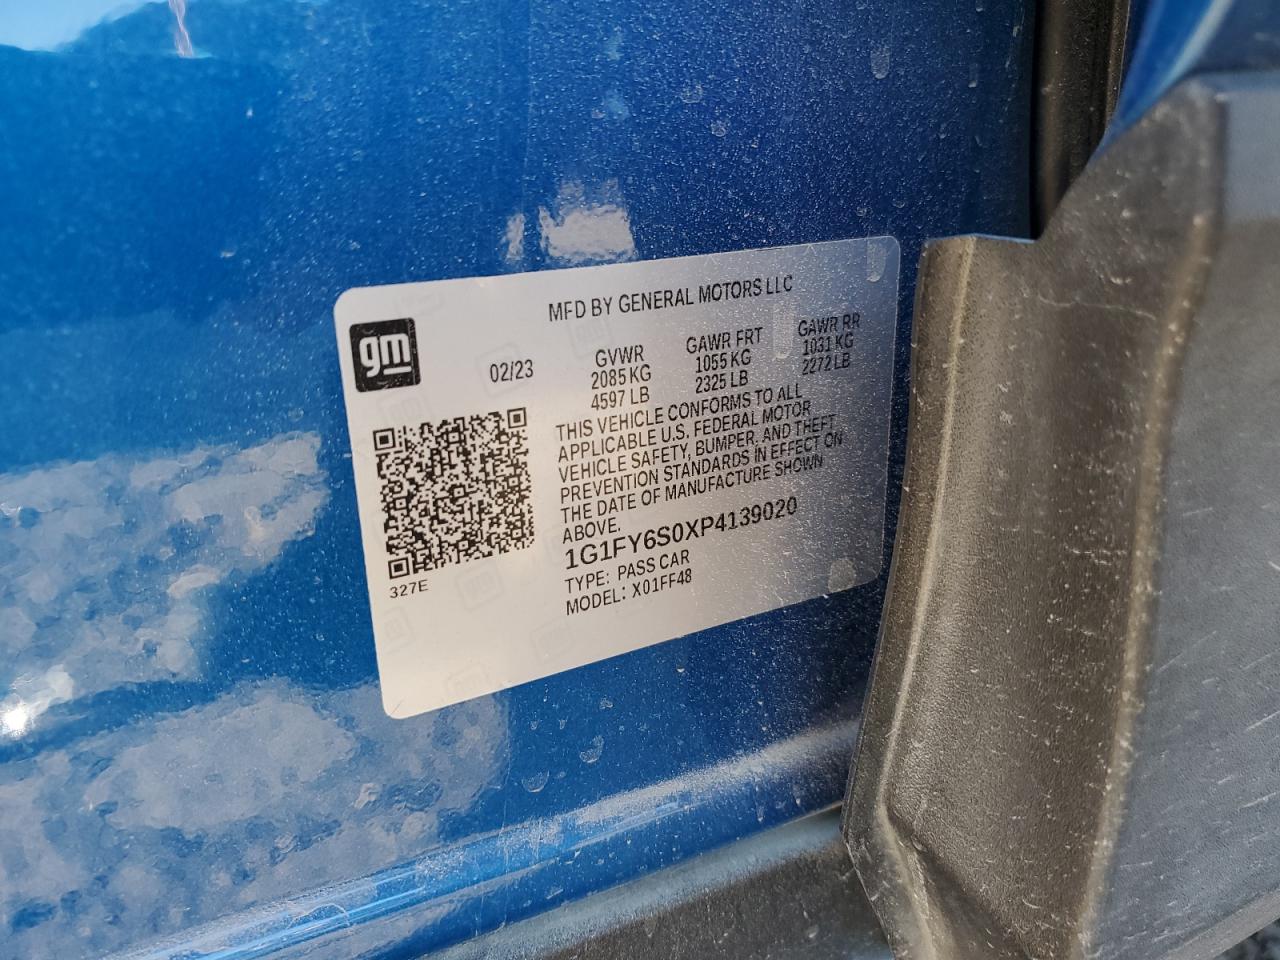 MFD BY GENERAL MOTORS LLC
gm
02/23
GVWR
2085 KG
4597 LB
GAWR FRT
1055 KG
2325 LB
GAWR RR
1031 KG
2272 LB
THIS VEHICLE CONFORMS TO ALL
APPLICABLE U.S. FEDERAL MOTOR
VEHICLE SAFETY, BUMPER, AND THEFT
PREVENTION STANDARDS IN EFFECT ON
THE DATE OF MANUFACTURE SHOWN
ABOVE.
1G1FY6S0XP4139020
TYPE: PASS CAR
MODEL: X01FF48
327E